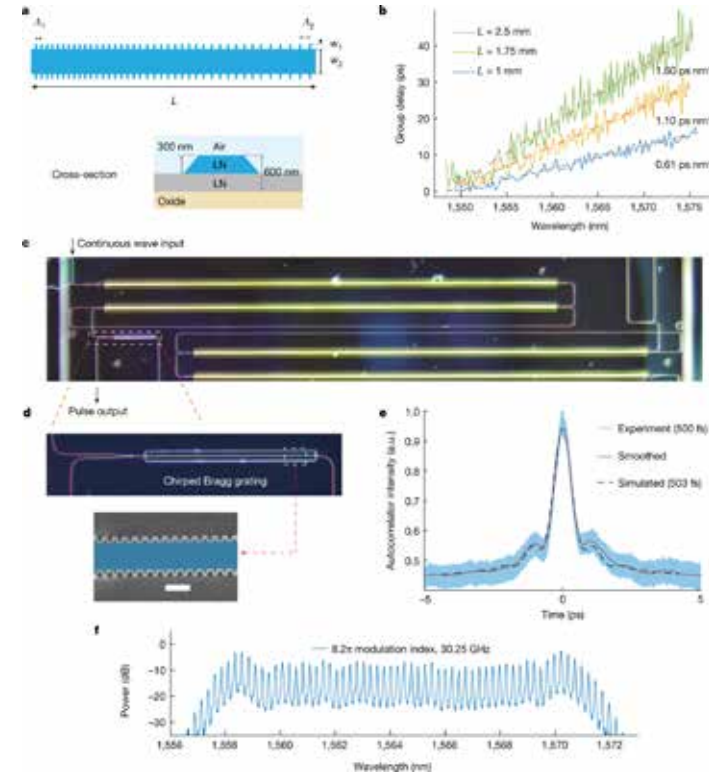 a
Λ₁
Λ₂
w₁
w₂
L
Cross-section
300 nm
Air
LN
600 nm
LN
Oxide
b
Group delay (ps)
40
30
20
10
0
L = 2.5 mm
L = 1.75 mm
L = 1 mm
1.60 ps nm⁻¹
1.10 ps nm⁻¹
0.61 ps nm⁻¹
1,550
1,555
1,560
1,565
1,570
1,575
Wavelength (nm)
c
Continuous wave input
Pulse output
d
Chirped Bragg grating
e
Autocorrelator intensity (a.u.)
1.0
0.9
0.8
0.7
0.6
0.5
Experiment (500 fs)
Smoothed
Simulated (503 fs)
−5
0
5
Time (ps)
f
Power (dB)
0
−10
−20
−30
8.2π modulation index, 30.25 GHz
1,556
1,558
1,560
1,562
1,564
1,566
1,568
1,570
1,572
Wavelength (nm)